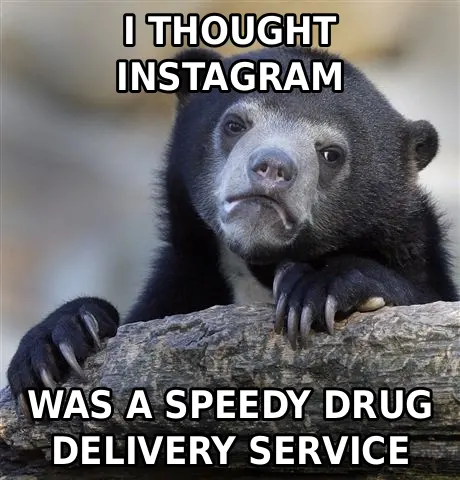 I THOUGHT
INSTAGRAM
WAS A SPEEDY DRUG
DELIVERY SERVICE